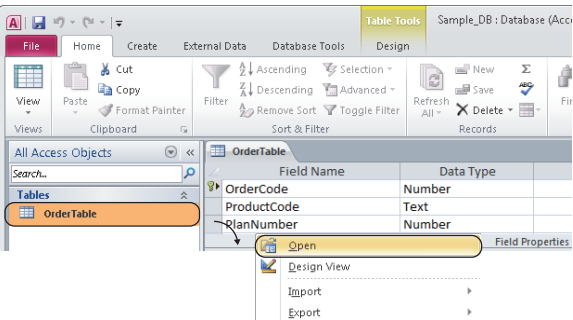 A
Table Tools
Sample_DB : Database (Acce
File
Home
Create
External Data
Database Tools
Design
View
Views
Paste
Cut
Copy
Format Painter
Clipboard
Filter
Ascending
Descending
Remove Sort
Selection
Advanced
Toggle Filter
Sort & Filter
Refresh
All
New
Save
Delete
Σ
ABC
Records
Fin
All Access Objects
«
Search..
Tables
OrderTable
OrderTable
Field Name
Data Type
OrderCode
Number
ProductCode
Text
PlanNumber
Number
Field Properties
Open
Design View
Import
Export